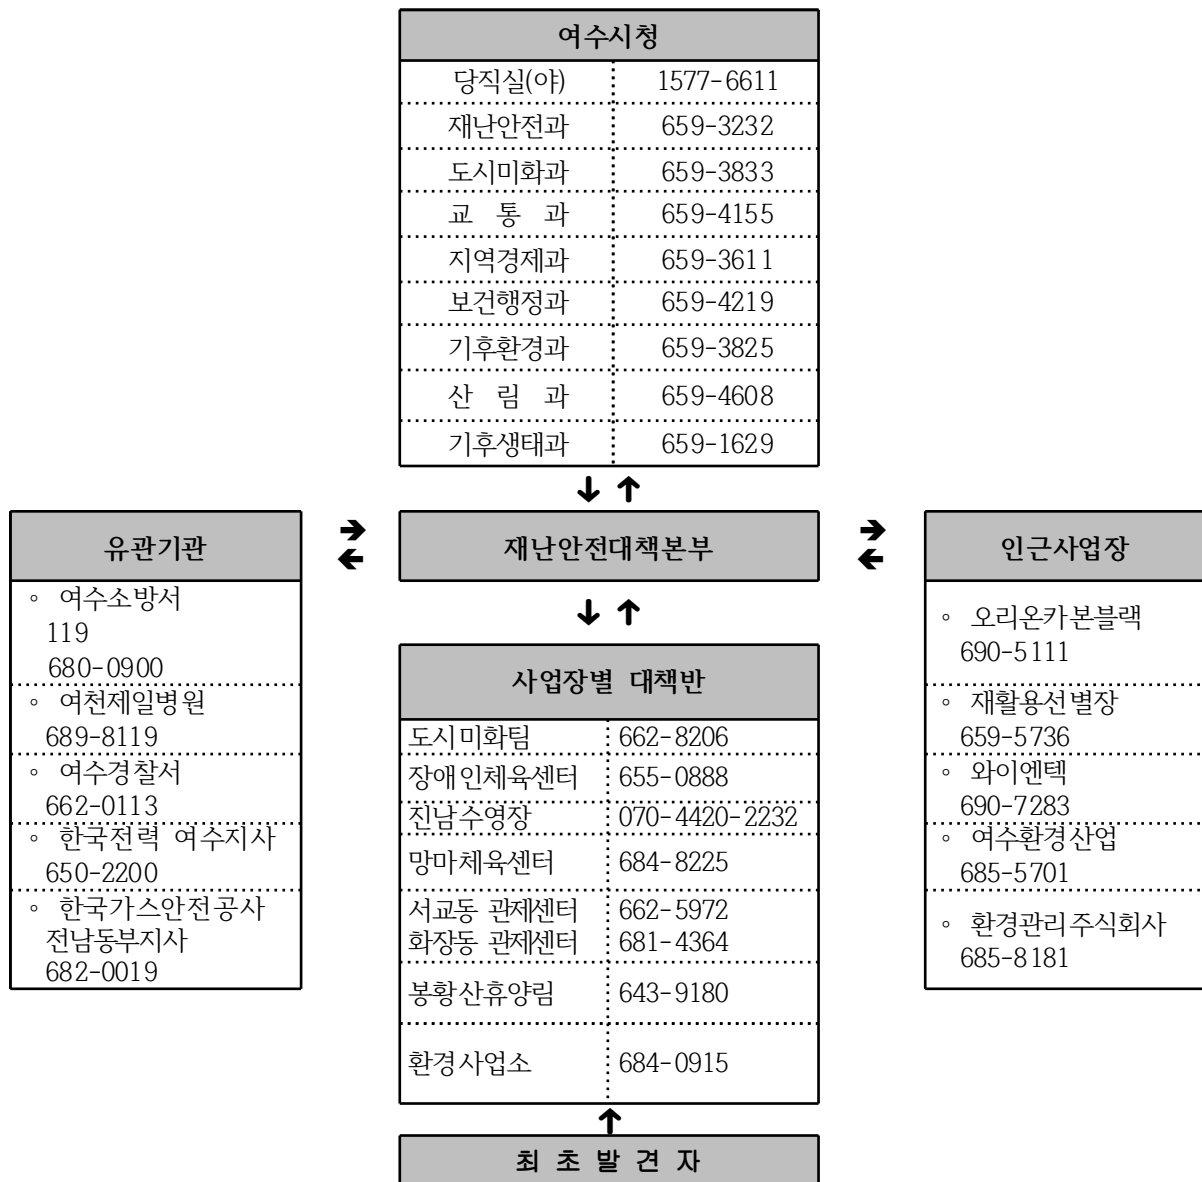 여수시청
당직실(야) 1577-6611
재난안전과 659-3232
도시미화과 659-3833
교 통 과 659-4155
지역경제과 659-3611
보건행정과 659-4219
기후환경과 659-3825
산 림 과 659-4608
기후생태과 659-1629
↓ ↑
유관기관
◦ 여수소방서
119
680-0900
◦ 여천제일병원
689-8119
◦ 여수경찰서
662-0113
◦ 한국전력 여수지사
650-2200
◦ 한국가스안전공사
전남동부지사
682-0019
➔
←
재난안전대책본부
➔
←
↓ ↑
사업장별 대책반
도시미화팀 662-8206
장애인체육센터 655-0888
진남수영장 070-4420-2232
망마체육센터 684-8225
서교동 관제센터 662-5972
화장동 관제센터 681-4364
봉황산휴양림 643-9180
환경사업소 684-0915
인근사업장
◦ 오리온카본블랙
690-5111
◦ 재활용선별장
659-5736
◦ 와이엔텍
690-7283
◦ 여수환경산업
685-5701
◦ 환경관리주식회사
685-8181
↑
최 초 발 견 자